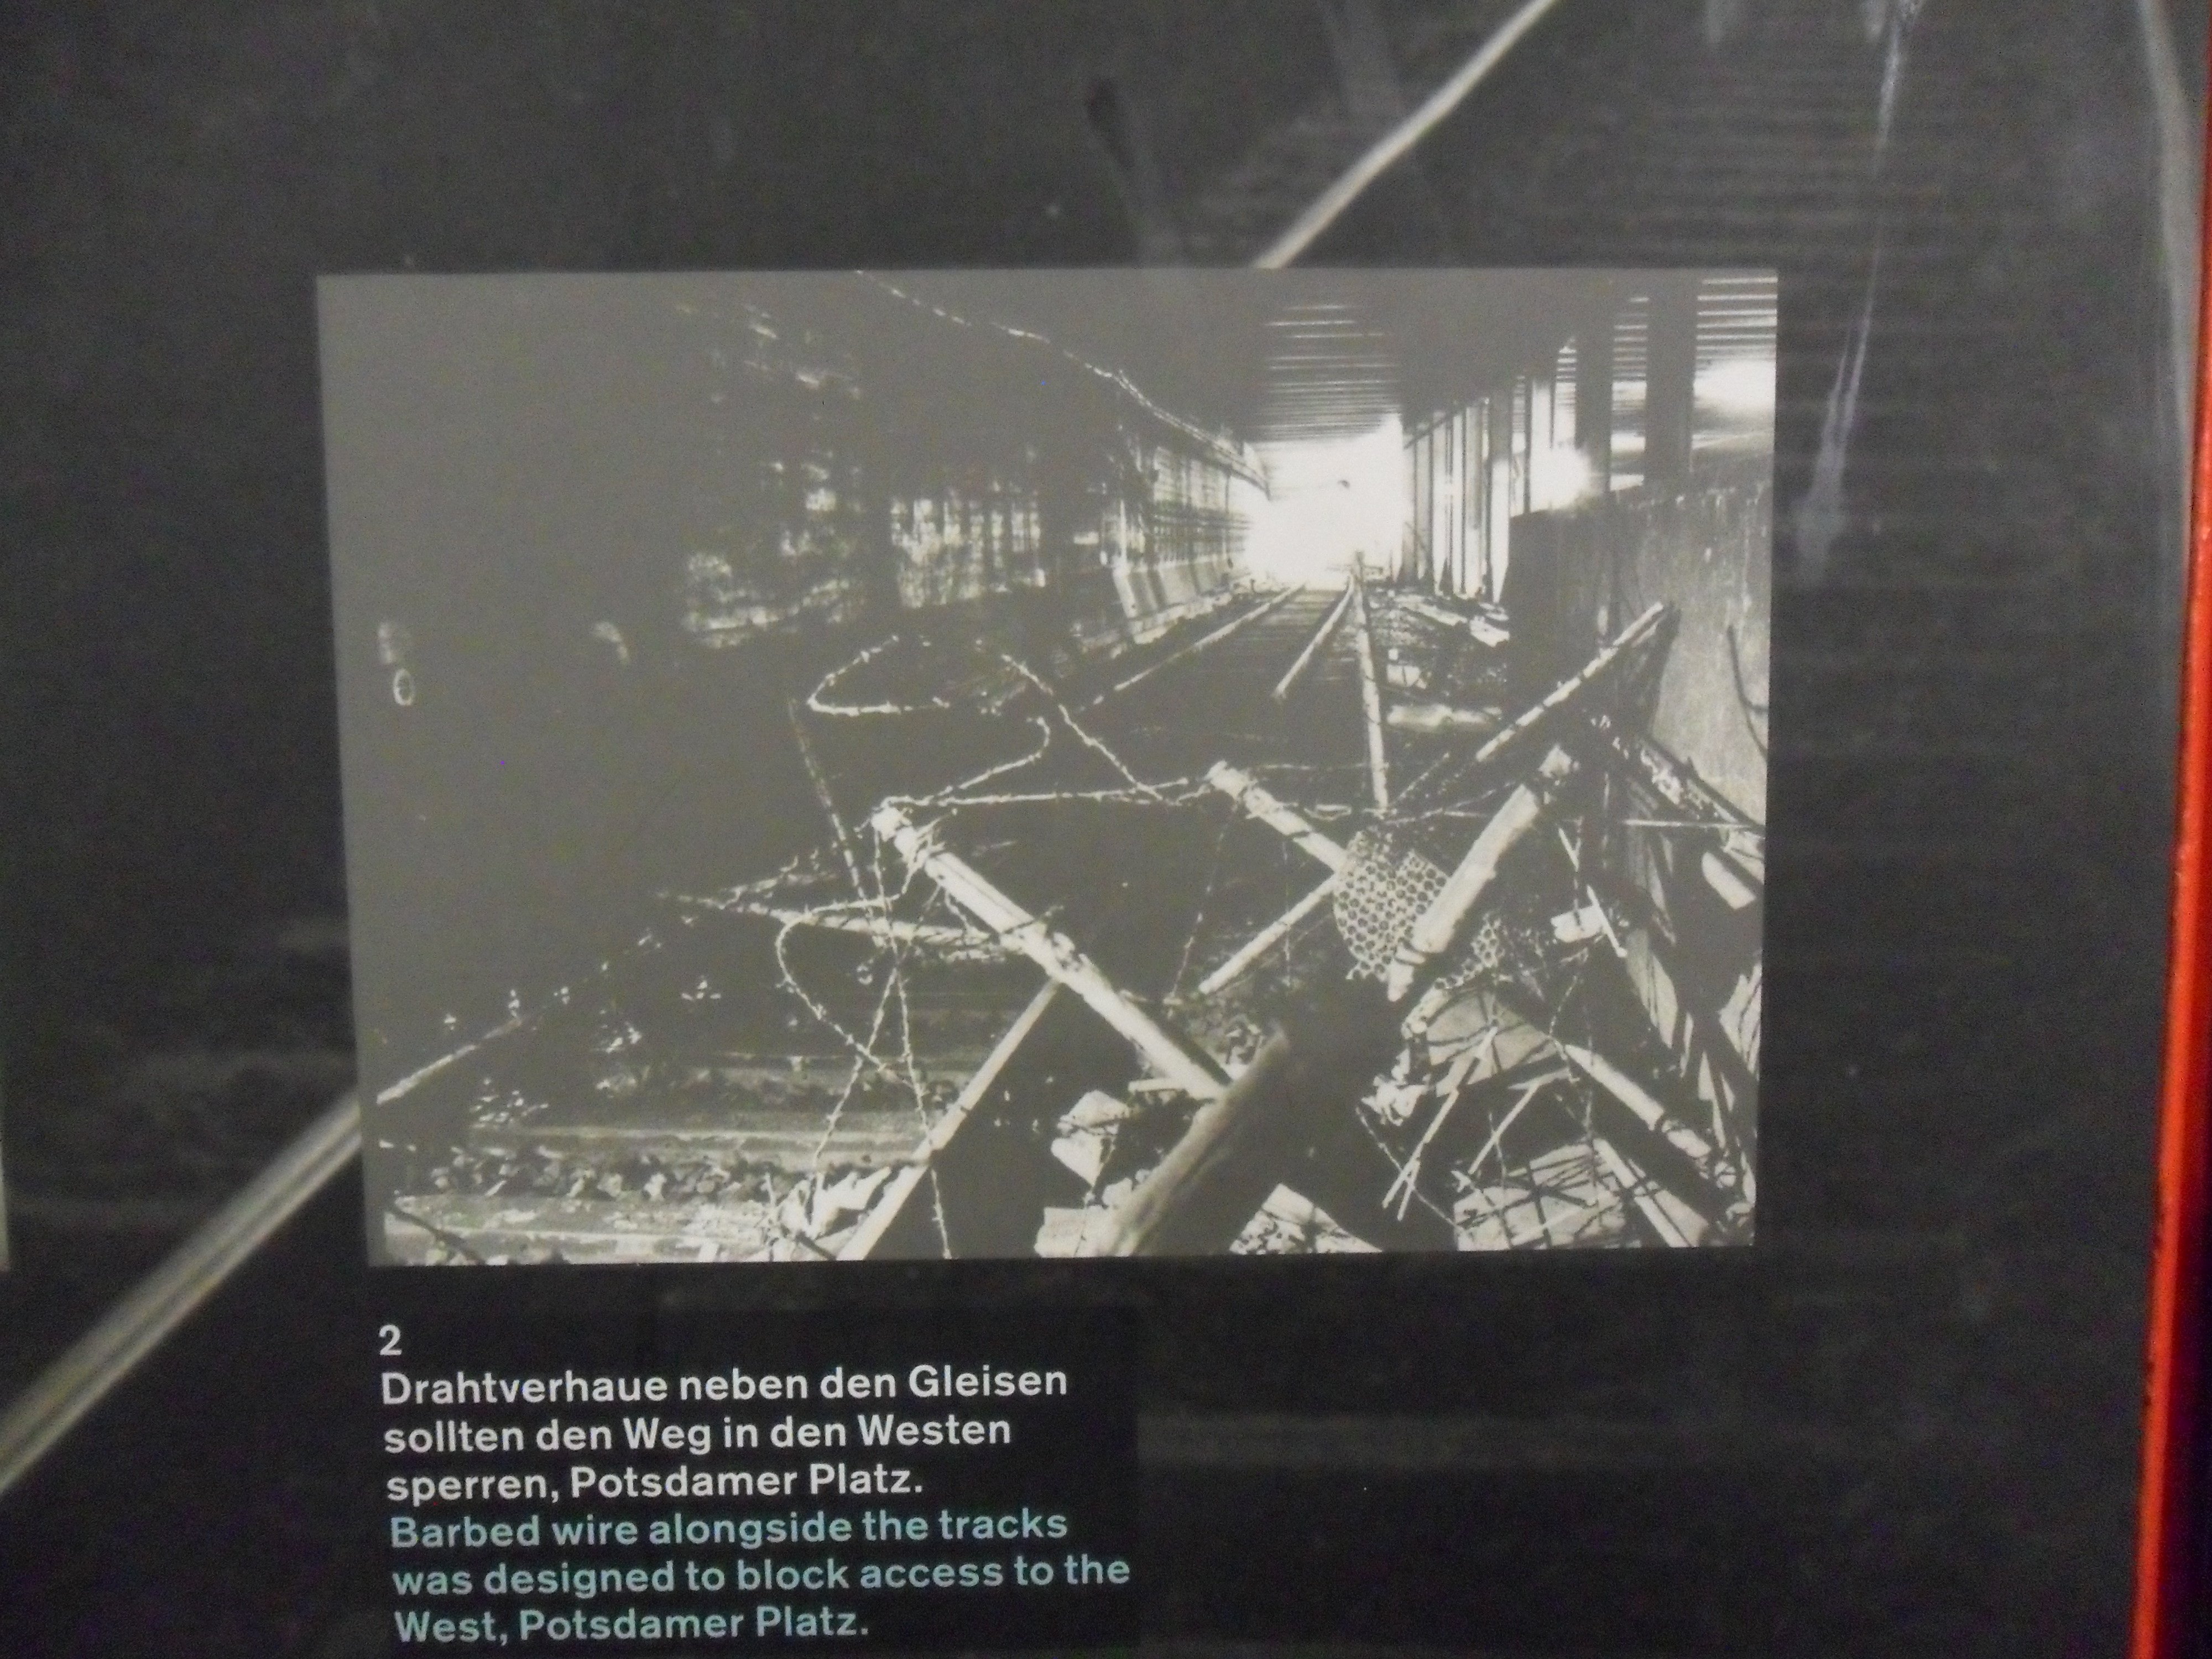 2
Drahtverhaue neben den Gleisen
sollten den Weg in den Westen
sperren, Potsdamer Platz.
Barbed wire alongside the tracks
was designed to block access to the
West, Potsdamer Platz.